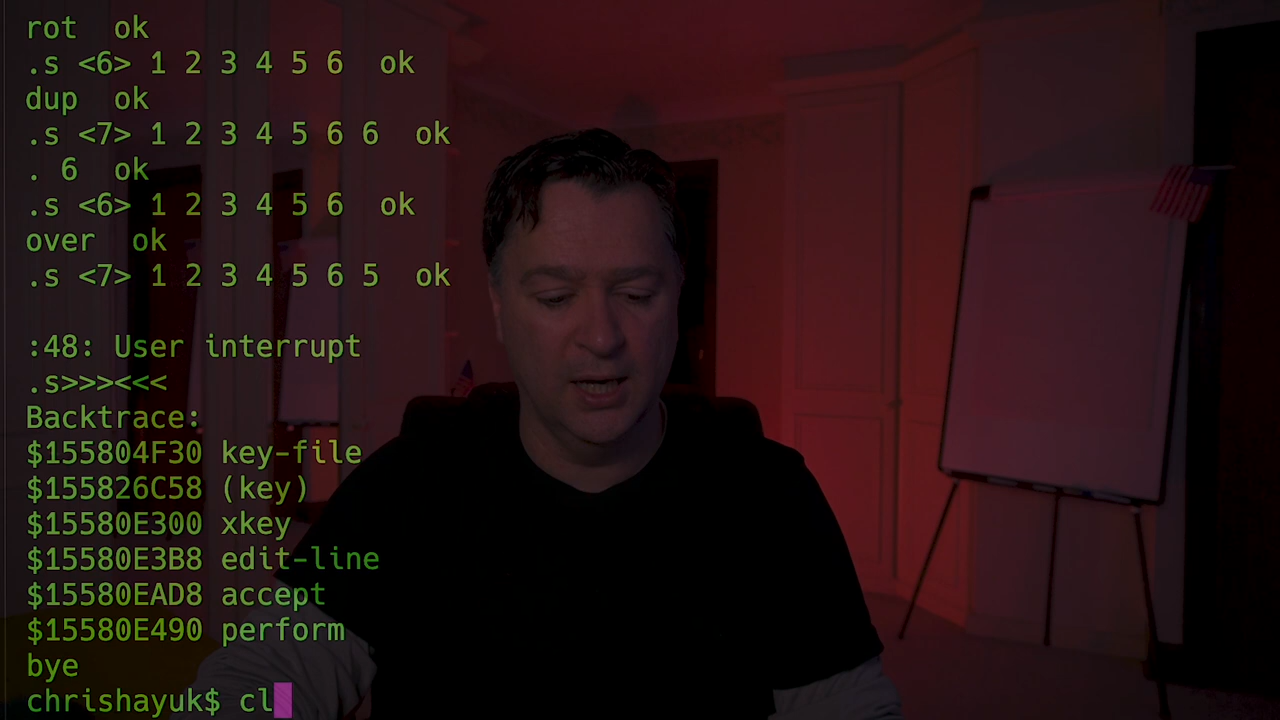 rot  ok
.s <6> 1 2 3 4 5 6  ok
dup  ok
.s <7> 1 2 3 4 5 6 6  ok
. 6  ok
.s <6> 1 2 3 4 5 6  ok
over  ok
.s <7> 1 2 3 4 5 6 5  ok
:48: User interrupt
.s>>><<<
Backtrace:
$155804F30 key-file
$155826C58 (key)
$15580E300 xkey
$15580E3B8 edit-line
$15580EAD8 accept
$15580E490 perform
bye
chrishayuk$ cl